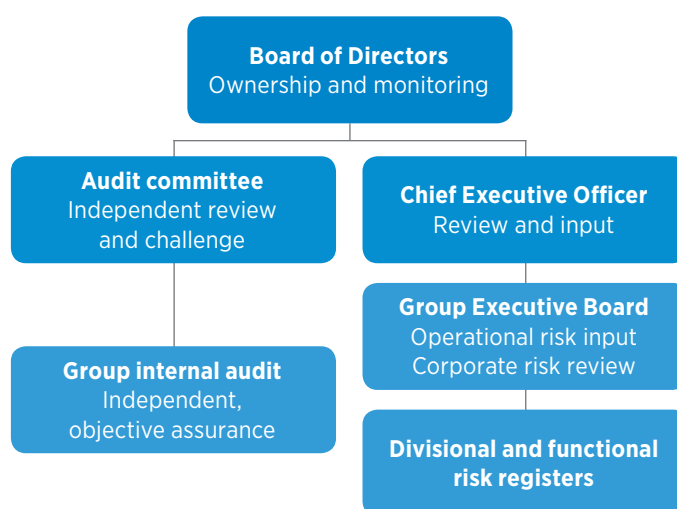 Board of Directors
Ownership and monitoring
Audit committee
Independent review
and challenge
Chief Executive Officer
Review and input
Group Executive Board
Operational risk input
Corporate risk review
Group internal audit
Independent,
objective assurance
Divisional and functional
risk registers